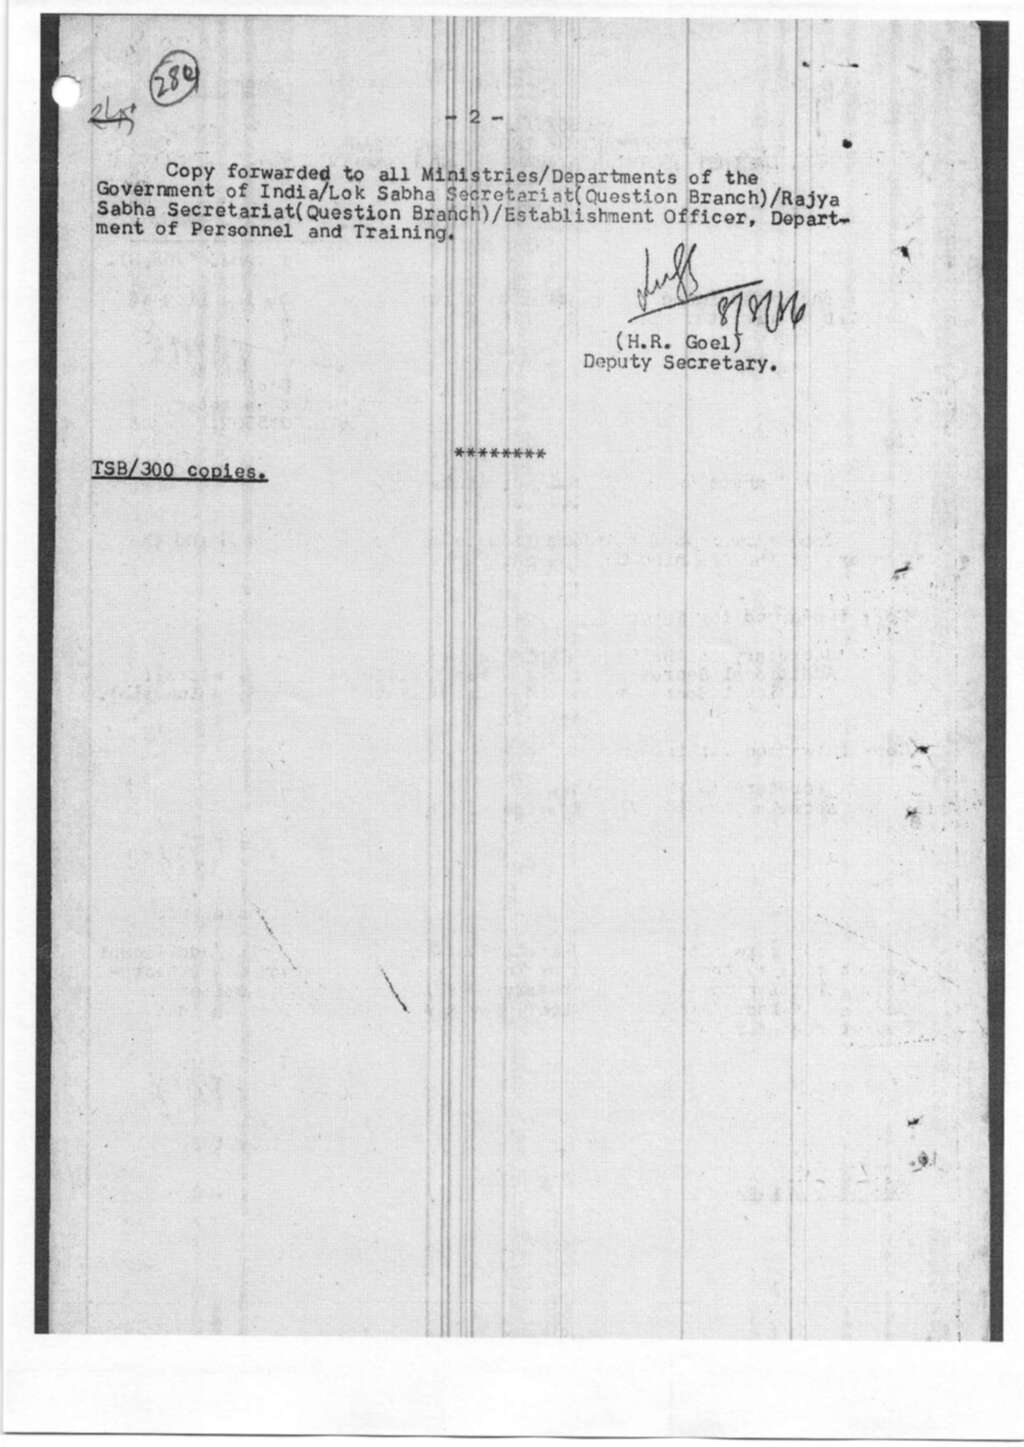 280
- 2 -
Copy forwarded to all Ministries/Departments of the
Government of India/Lok Sabha Secretariat(Question Branch)/Rajya
Sabha Secretariat(Question Branch)/Establishment Officer, Depart-
ment of Personnel and Training.
8/8/86
(H.R. Goel)
Deputy Secretary.
********
TSB/300 copies.